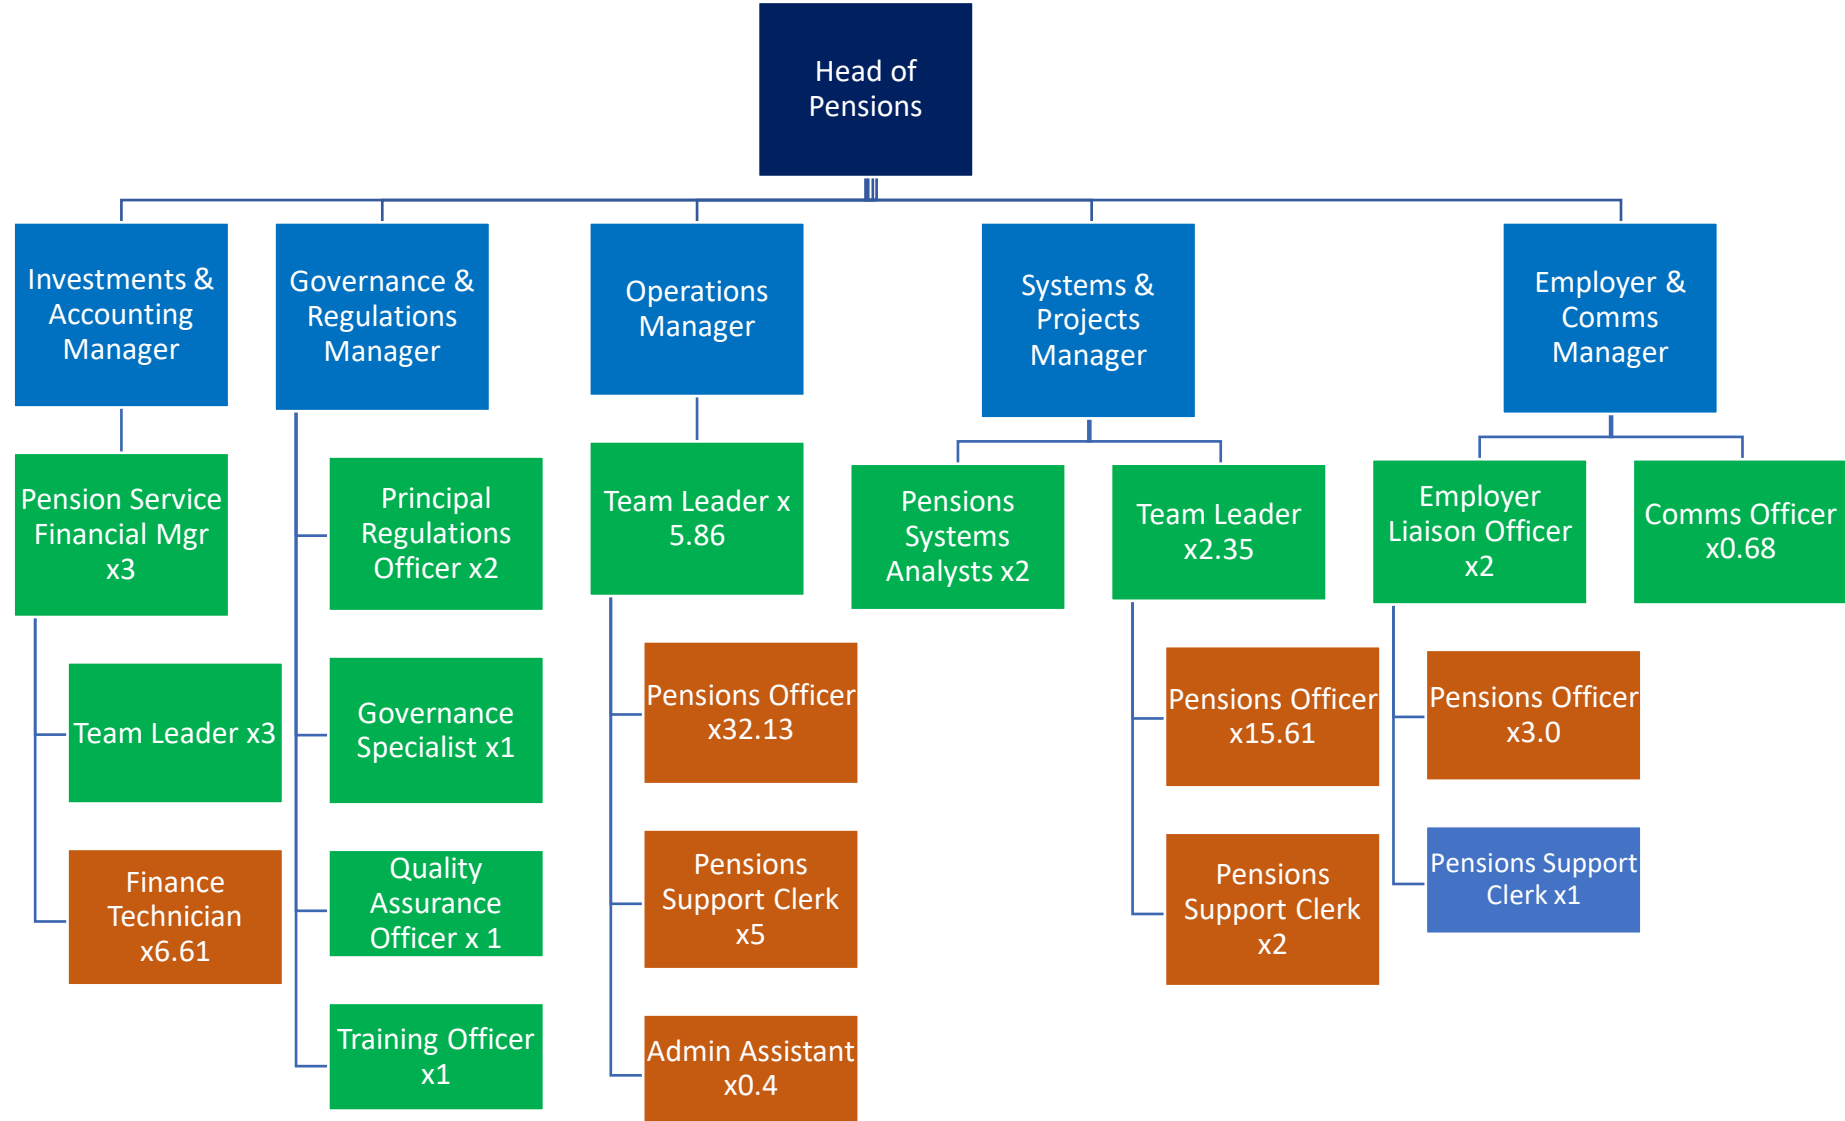 Head of
Pensions
Investments &
Accounting
Manager
Governance &
Regulations
Manager
Operations
Manager
Systems &
Projects
Manager
Employer &
Comms
Manager
Pension Service
Financial Mgr
x3
Team Leader x3
Finance
Technician
x6.61
Principal
Regulations
Officer x2
Governance
Specialist x1
Quality
Assurance
Officer x 1
Training Officer
x1
Team Leader x
5.86
Pensions Officer
x32.13
Pensions
Support Clerk
x5
Admin Assistant
x0.4
Pensions
Systems
Analysts x2
Team Leader
x2.35
Pensions Officer
x15.61
Pensions
Support Clerk
x2
Employer
Liaison Officer
x2
Pensions Officer
x3.0
Pensions Support
Clerk x1
Comms Officer
x0.68